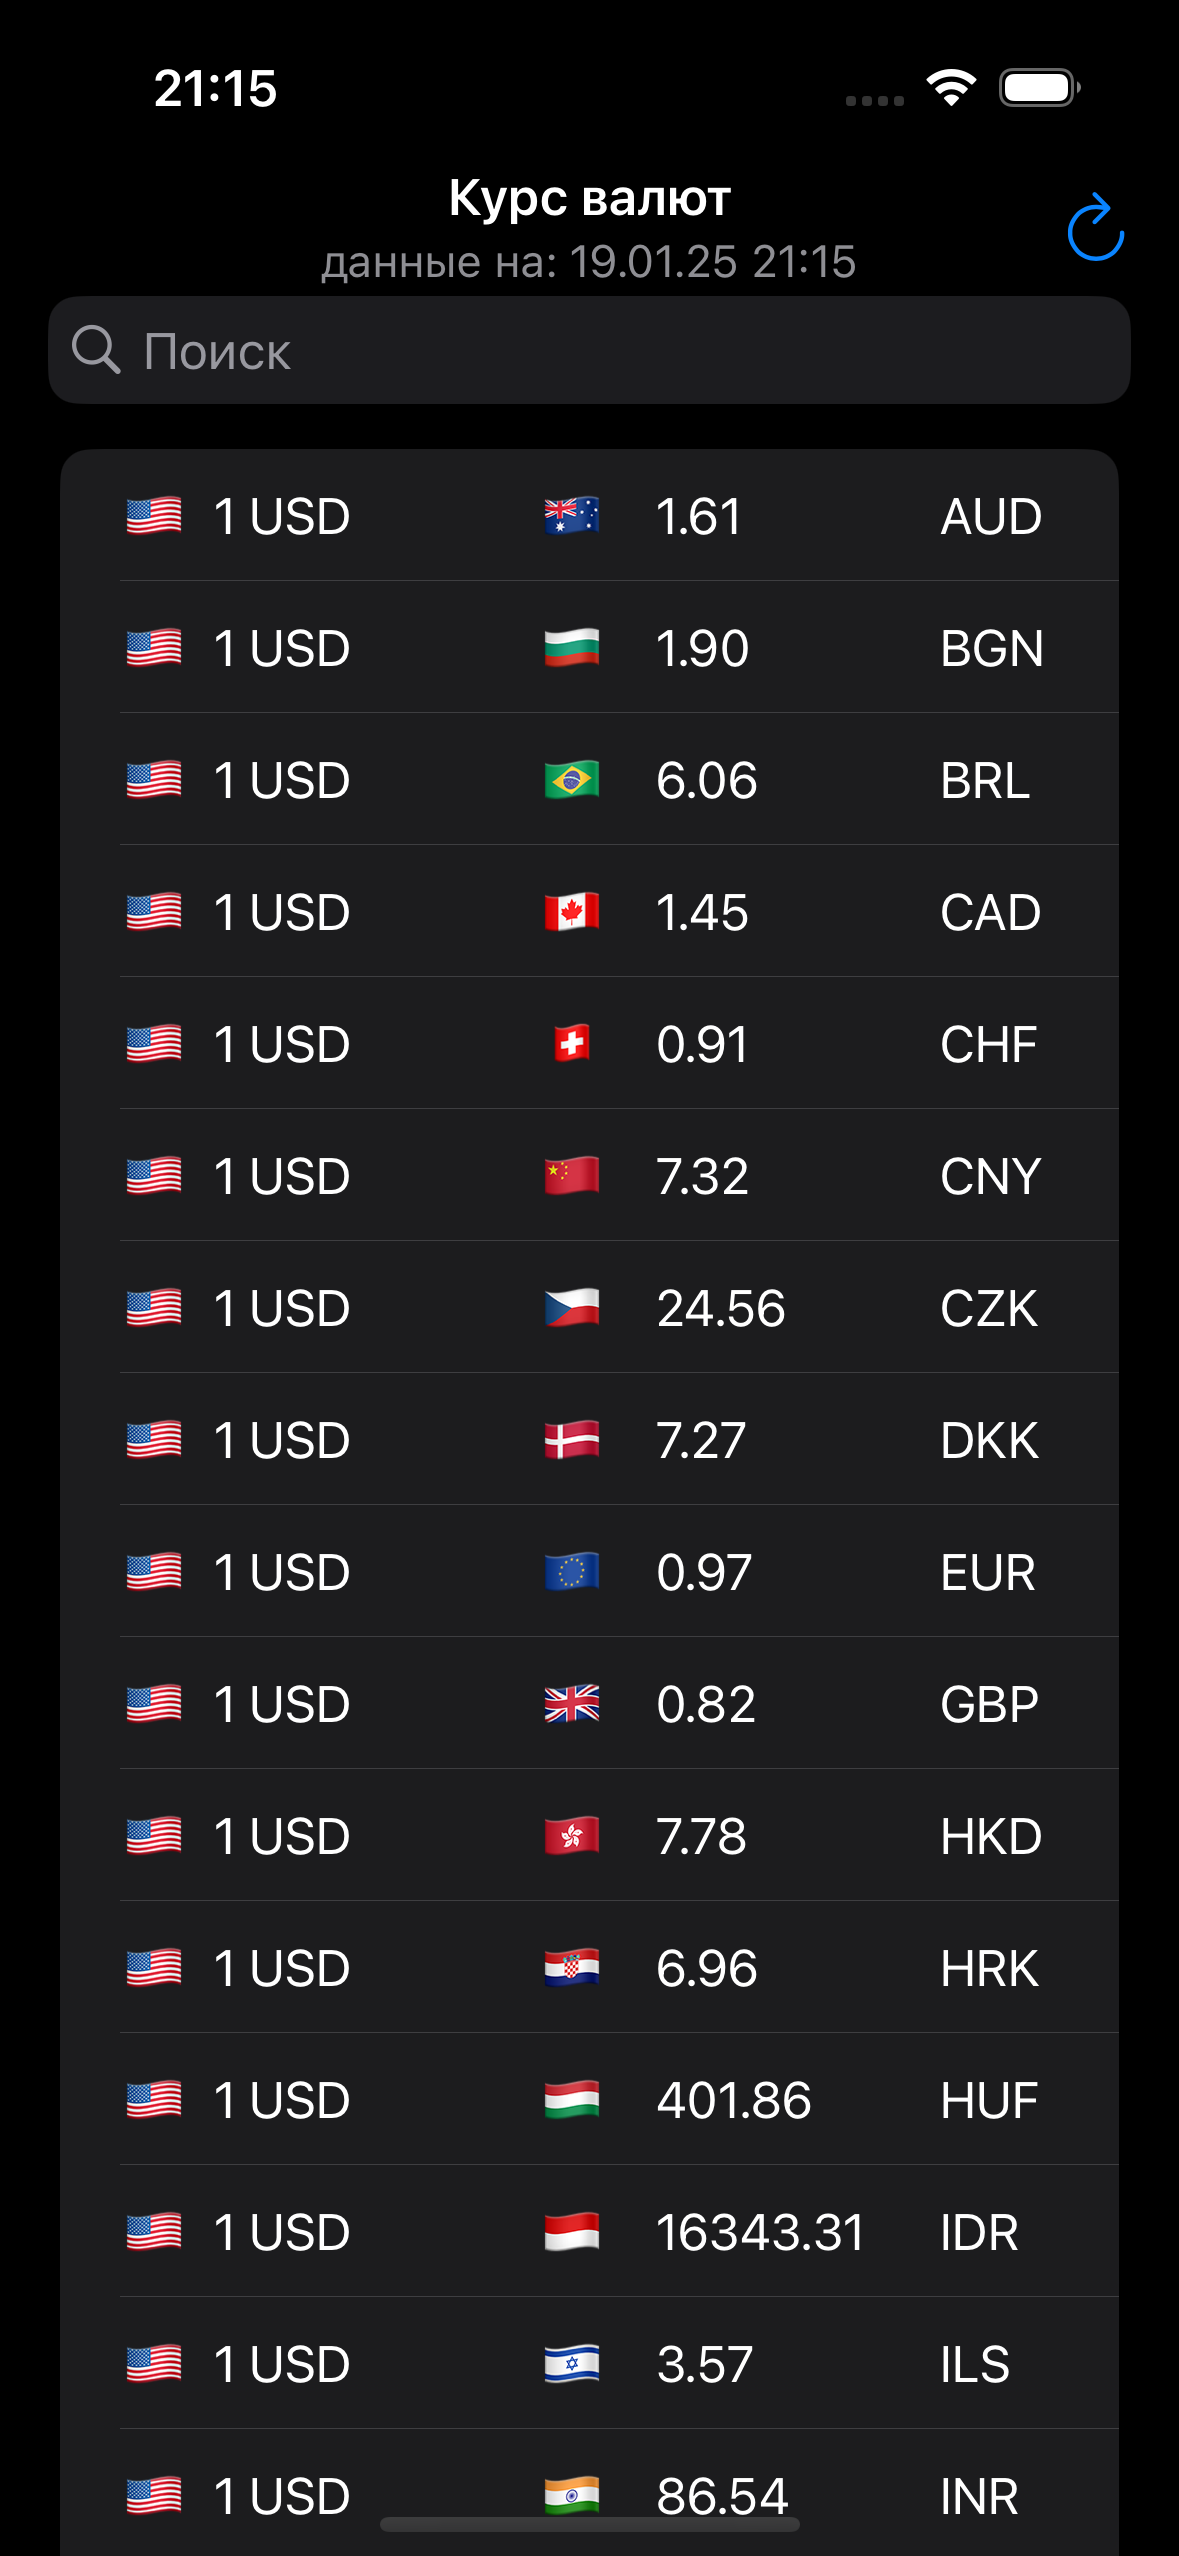 21:15
Курс валют
данные на: 19.01.25 21:15
Поиск
1 USD 1.61 AUD
1 USD 1.90 BGN
1 USD 6.06 BRL
1 USD 1.45 CAD
1 USD 0.91 CHF
1 USD 7.32 CNY
1 USD 24.56 CZK
1 USD 7.27 DKK
1 USD 0.97 EUR
1 USD 0.82 GBP
1 USD 7.78 HKD
1 USD 6.96 HRK
1 USD 401.86 HUF
1 USD 16343.31 IDR
1 USD 3.57 ILS
1 USD 86.54 INR